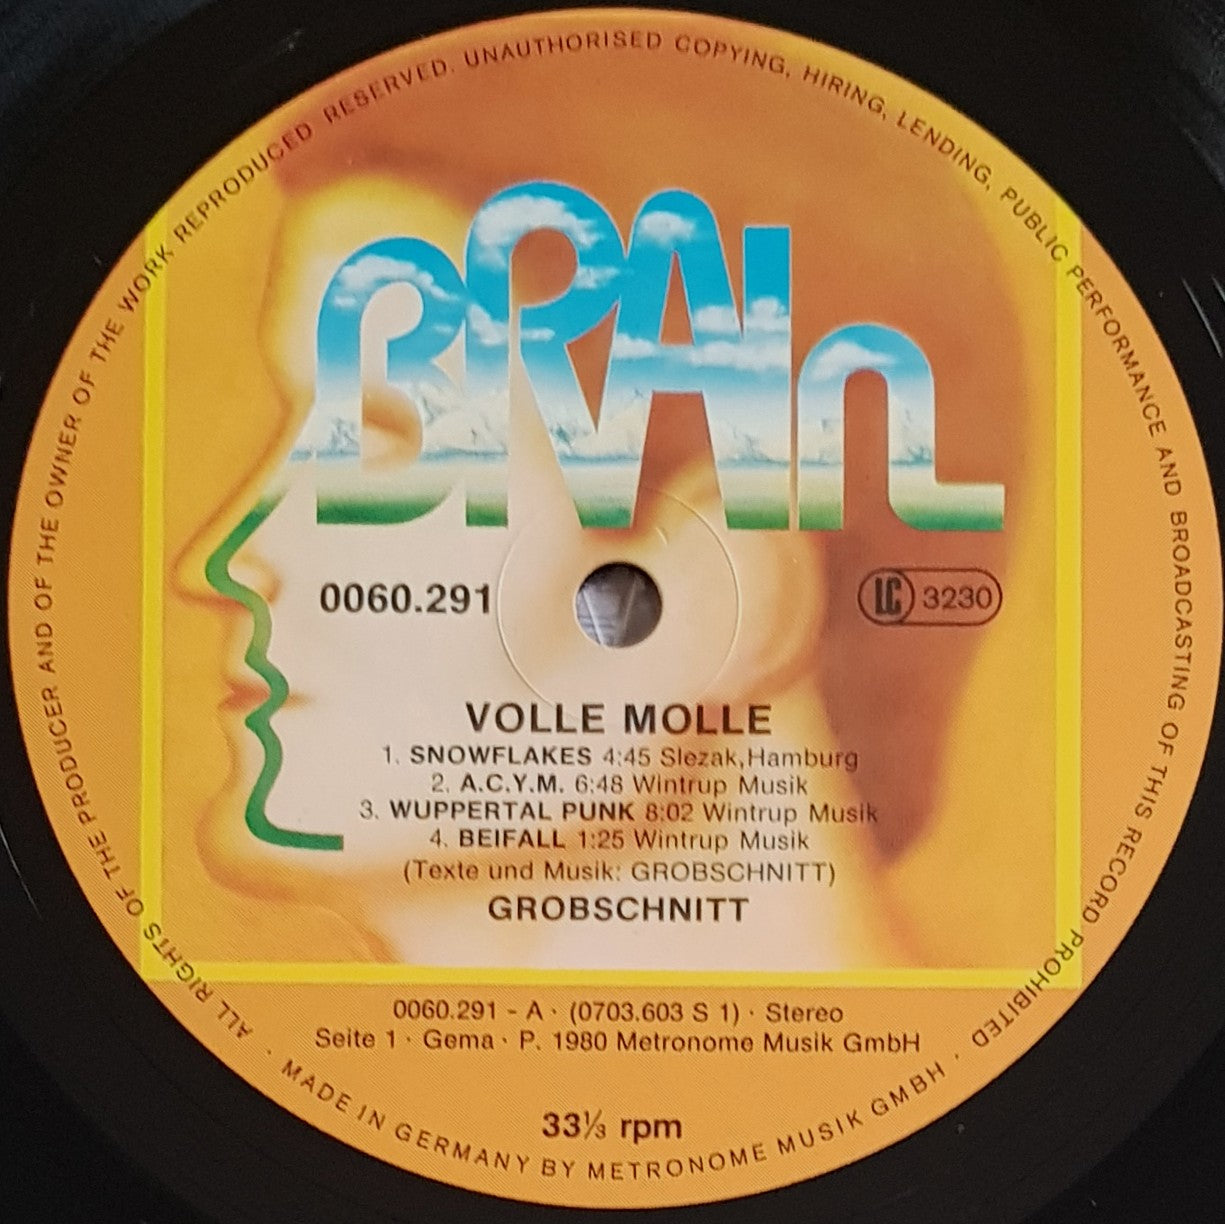 BRAIn
0060.291
LC 3230
VOLLE MOLLE
1. SNOWFLAKES 4:45 Slezak,Hamburg
2. A.C.Y.M. 6:48 Wintrup Musik
3. WUPPERTAL PUNK 8:02 Wintrup Musik
4. BEIFALL 1:25 Wintrup Musik
(Texte und Musik: GROBSCHNITT)
GROBSCHNITT
0060.291 - A · (0703.603 S 1) · Stereo
Seite 1 · Gema · P. 1980 Metronome Musik GmbH
33⅓ rpm
ALL RIGHTS OF THE PRODUCER AND OF THE OWNER OF THE WORK REPRODUCED RESERVED. UNAUTHORISED COPYING, HIRING, LENDING, PUBLIC PERFORMANCE AND BROADCASTING OF THIS RECORD PROHIBITED ·
MADE IN GERMANY BY METRONOME MUSIK GMBH ·